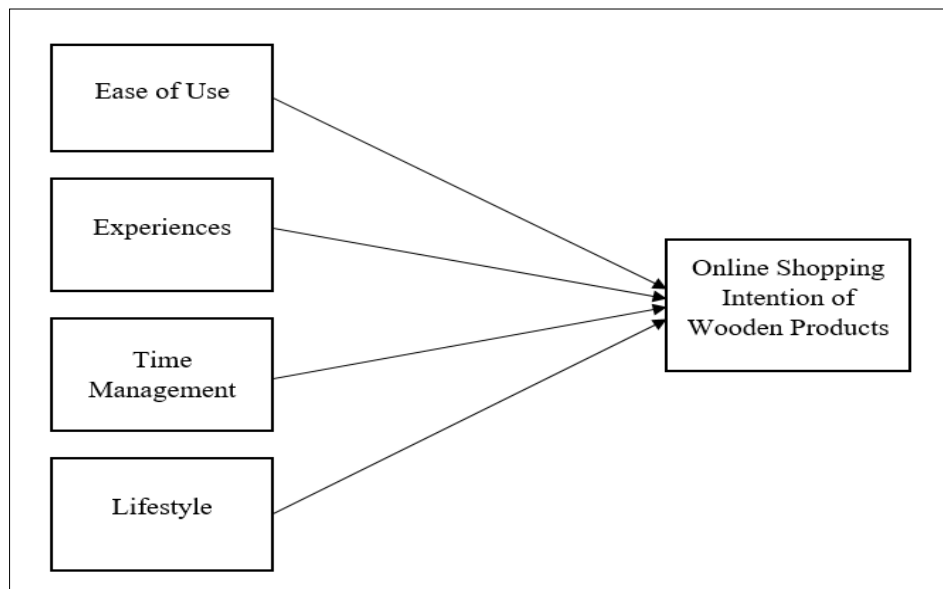 Ease of Use
Experiences
Time
Management
Lifestyle
Online Shopping
Intention of
Wooden Products